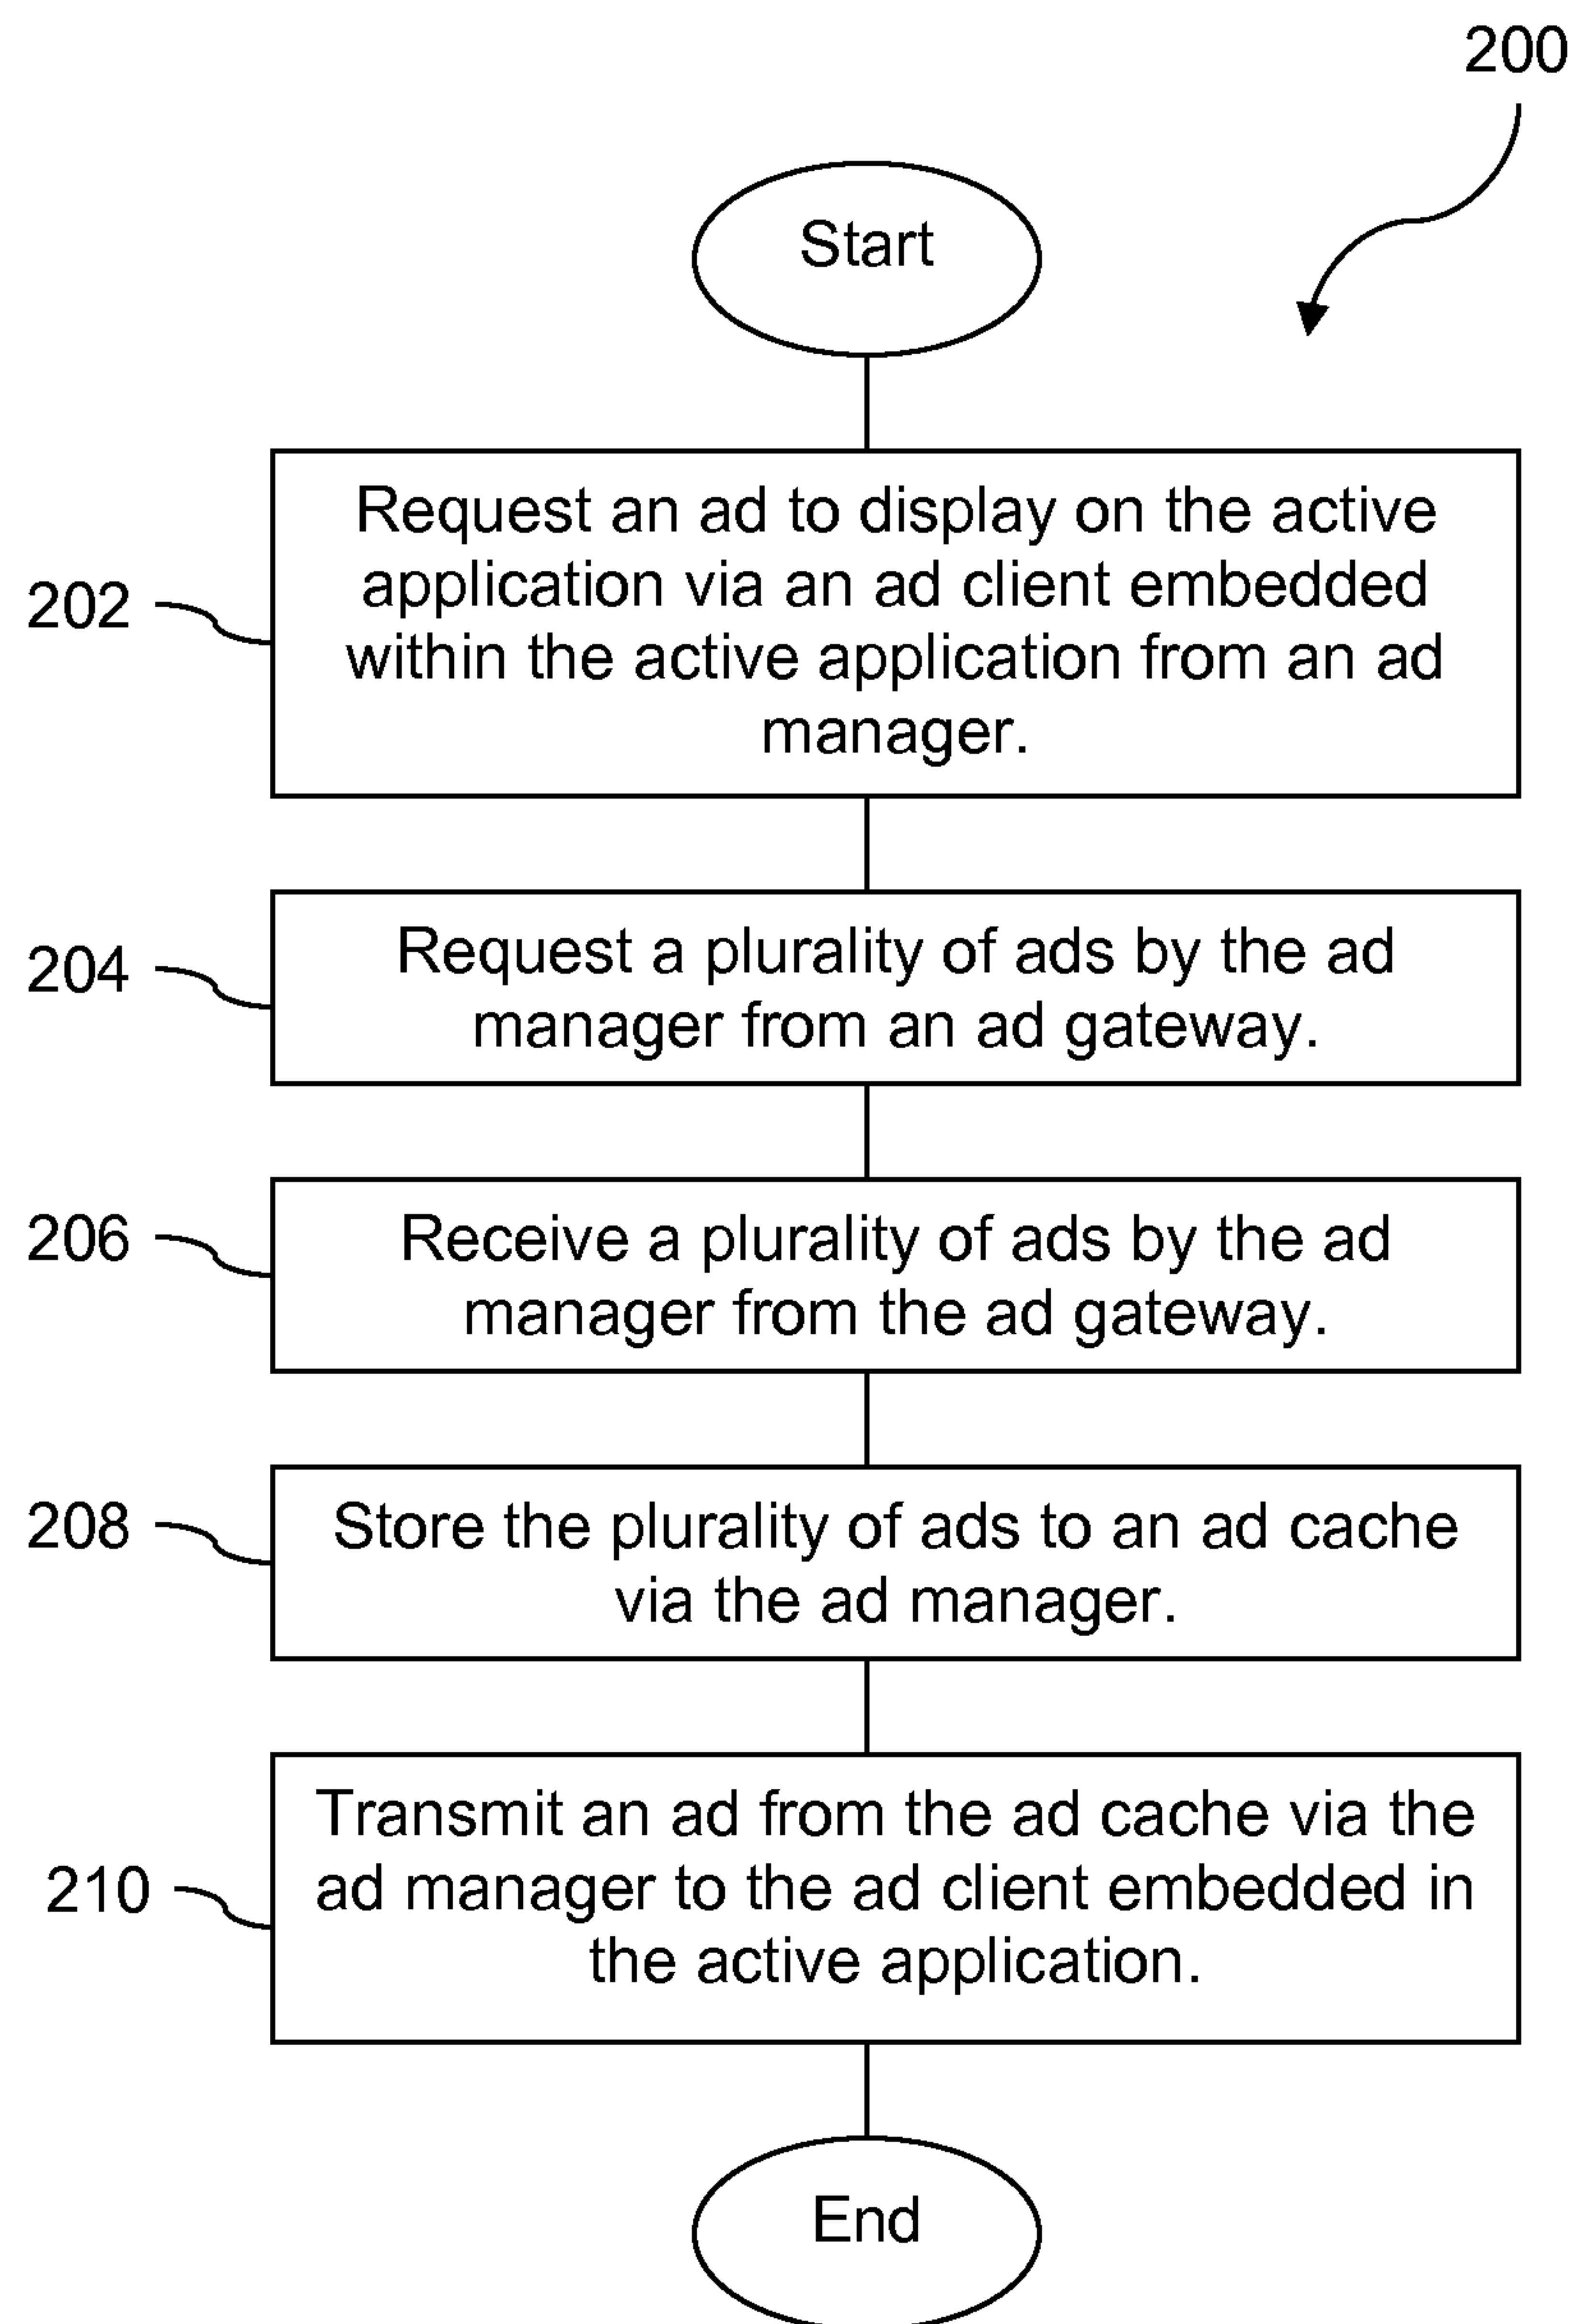 200
Start
202
Request an ad to display on the active
application via an ad client embedded
within the active application from an ad
manager.
204
Request a plurality of ads by the ad
manager from an ad gateway.
206
Receive a plurality of ads by the ad
manager from the ad gateway.
208
Store the plurality of ads to an ad cache
via the ad manager.
210
Transmit an ad from the ad cache via the
ad manager to the ad client embedded in
the active application.
End